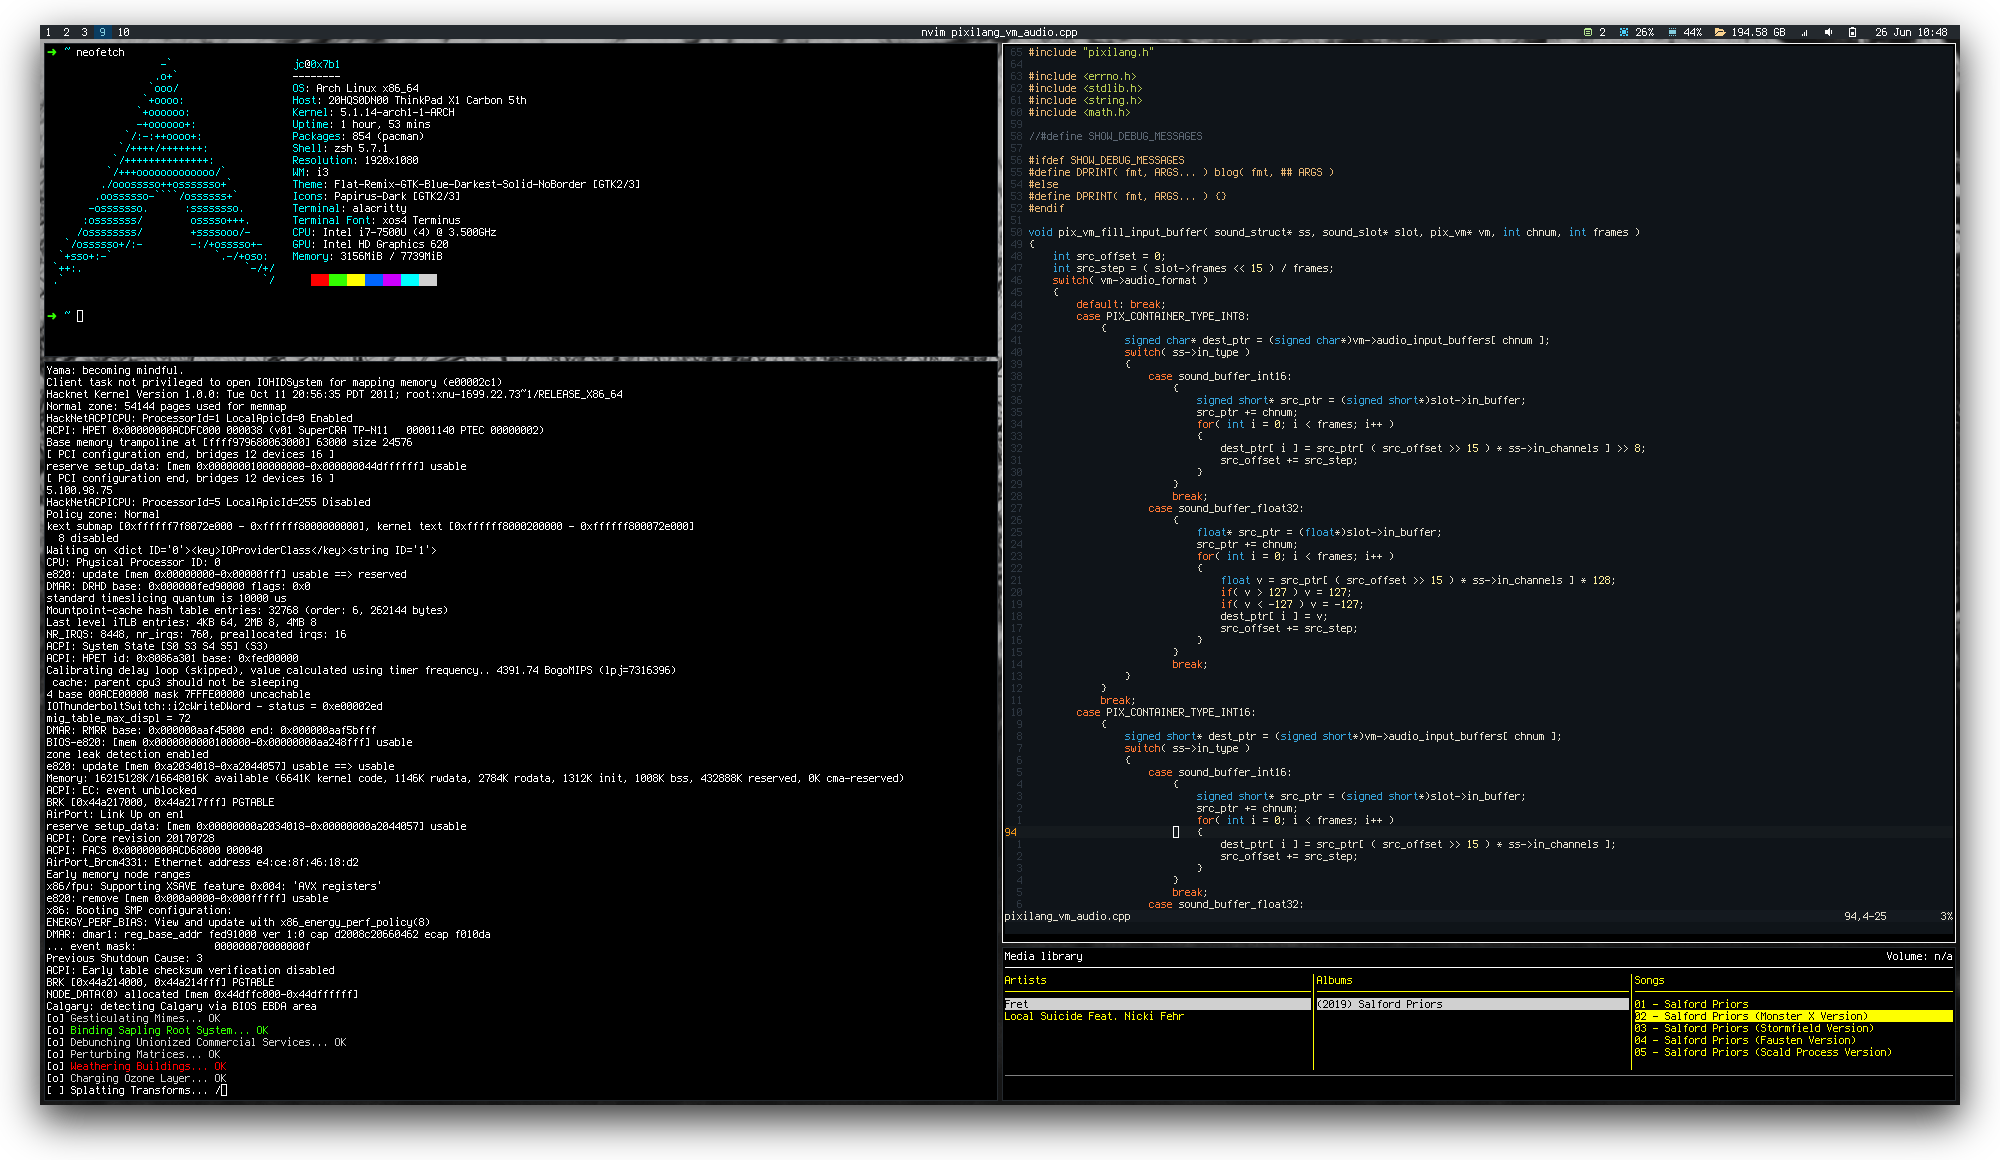 1 2 3 9 10 nvim pixilang_vm_audio.cpp 2 26% 44% 194.58 GB 26 Jun 10:48
➜ ~ neofetch
jc@0x7b1
--------
OS: Arch Linux x86_64
Host: 20HQS0DN00 ThinkPad X1 Carbon 5th
Kernel: 5.1.14-arch1-1-ARCH
Uptime: 1 hour, 53 mins
Packages: 854 (pacman)
Shell: zsh 5.7.1
Resolution: 1920x1080
WM: i3
Theme: Flat-Remix-GTK-Blue-Darkest-Solid-NoBorder [GTK2/3]
Icons: Papirus-Dark [GTK2/3]
Terminal: alacritty
Terminal Font: xos4 Terminus
CPU: Intel i7-7500U (4) @ 3.500GHz
GPU: Intel HD Graphics 620
Memory: 3156MiB / 7739MiB
➜ ~
Yama: becoming mindful.
Client task not privileged to open IOHIDSystem for mapping memory (e00002c1)
Hacknet Kernel Version 1.0.0: Tue Oct 11 20:56:35 PDT 2011; root:xnu-1699.22.73~1/RELEASE_X86_64
Normal zone: 54144 pages used for memmap
HackNetACPICPU: ProcessorId=1 LocalApicId=0 Enabled
ACPI: HPET 0x00000000ACDFC000 000038 (v01 SuperCRA TP-N11   00001140 PTEC 00000002)
Base memory trampoline at [ffff979680063000] 63000 size 24576
[ PCI configuration end, bridges 12 devices 16 ]
reserve setup_data: [mem 0x0000000100000000-0x000000044dffffff] usable
[ PCI configuration end, bridges 12 devices 16 ]
5.100.98.75
HackNetACPICPU: ProcessorId=5 LocalApicId=255 Disabled
Policy zone: Normal
kext submap [0xffffff7f8072e000 - 0xffffff8000000000], kernel text [0xffffff8000200000 - 0xffffff800072e000]
8 disabled
Waiting on <dict ID='0'><key>IOProviderClass</key><string ID='1'>
CPU: Physical Processor ID: 0
e820: update [mem 0x00000000-0x00000fff] usable ==> reserved
DMAR: DRHD base: 0x000000fed90000 flags: 0x0
standard timeslicing quantum is 10000 us
Mountpoint-cache hash table entries: 32768 (order: 6, 262144 bytes)
Last level iTLB entries: 4KB 64, 2MB 8, 4MB 8
NR_IRQS: 8448, nr_irqs: 760, preallocated irqs: 16
ACPI: System State [S0 S3 S4 S5] (S3)
ACPI: HPET id: 0x8086a301 base: 0xfed00000
Calibrating delay loop (skipped), value calculated using timer frequency.. 4391.74 BogoMIPS (lpj=7316396)
cache: parent cpu3 should not be sleeping
4 base 00ACE00000 mask 7FFFE00000 uncachable
IOThunderboltSwitch::i2cWriteDWord - status = 0xe00002ed
mig_table_max_displ = 72
DMAR: RMRR base: 0x000000aaf45000 end: 0x000000aaf5bfff
BIOS-e820: [mem 0x0000000000100000-0x00000000aa248fff] usable
zone leak detection enabled
e820: update [mem 0xa2034018-0xa2044057] usable ==> usable
Memory: 16215128K/16648016K available (6641K kernel code, 1146K rwdata, 2784K rodata, 1312K init, 1008K bss, 432888K reserved, 0K cma-reserved)
ACPI: EC: event unblocked
BRK [0x44a217000, 0x44a217fff] PGTABLE
AirPort: Link Up on en1
reserve setup_data: [mem 0x00000000a2034018-0x00000000a2044057] usable
ACPI: Core revision 20170728
ACPI: FACS 0x00000000ACD68000 000040
AirPort_Brcm4331: Ethernet address e4:ce:8f:46:18:d2
Early memory node ranges
x86/fpu: Supporting XSAVE feature 0x004: 'AVX registers'
e820: remove [mem 0x000a0000-0x000fffff] usable
x86: Booting SMP configuration:
ENERGY_PERF_BIAS: View and update with x86_energy_perf_policy(8)
DMAR: dmar1: reg_base_addr fed91000 ver 1:0 cap d2008c20660462 ecap f010da
... event mask:             000000070000000f
Previous Shutdown Cause: 3
ACPI: Early table checksum verification disabled
BRK [0x44a214000, 0x44a214fff] PGTABLE
NODE_DATA(0) allocated [mem 0x44dffc000-0x44dffffff]
Calgary: detecting Calgary via BIOS EBDA area
[o] Gesticulating Mimes... OK
[o] Binding Sapling Root System... OK
[o] Debunching Unionized Commercial Services... OK
[o] Perturbing Matrices... OK
[o] Weathering Buildings... OK
[o] Charging Ozone Layer... OK
[ ] Splatting Transforms... /
65 #include "pixilang.h"
64
63 #include <errno.h>
62 #include <stdlib.h>
61 #include <string.h>
60 #include <math.h>
59
58 //#define SHOW_DEBUG_MESSAGES
57
56 #ifdef SHOW_DEBUG_MESSAGES
55 #define DPRINT( fmt, ARGS... ) blog( fmt, ## ARGS )
54 #else
53 #define DPRINT( fmt, ARGS... ) {}
52 #endif
51
50 void pix_vm_fill_input_buffer( sound_struct* ss, sound_slot* slot, pix_vm* vm, int chnum, int frames )
49 {
48 int src_offset = 0;
47 int src_step = ( slot->frames << 15 ) / frames;
46 switch( vm->audio_format )
45 {
44 default: break;
43 case PIX_CONTAINER_TYPE_INT8:
42 {
41 signed char* dest_ptr = (signed char*)vm->audio_input_buffers[ chnum ];
40 switch( ss->in_type )
39 {
38 case sound_buffer_int16:
37 {
36 signed short* src_ptr = (signed short*)slot->in_buffer;
35 src_ptr += chnum;
34 for( int i = 0; i < frames; i++ )
33 {
32 dest_ptr[ i ] = src_ptr[ ( src_offset >> 15 ) * ss->in_channels ] >> 8;
31 src_offset += src_step;
30 }
29 }
28 break;
27 case sound_buffer_float32:
26 {
25 float* src_ptr = (float*)slot->in_buffer;
24 src_ptr += chnum;
23 for( int i = 0; i < frames; i++ )
22 {
21 float v = src_ptr[ ( src_offset >> 15 ) * ss->in_channels ] * 128;
20 if( v > 127 ) v = 127;
19 if( v < -127 ) v = -127;
18 dest_ptr[ i ] = v;
17 src_offset += src_step;
16 }
15 }
14 break;
13 }
12 }
11 break;
10 case PIX_CONTAINER_TYPE_INT16:
9 {
8 signed short* dest_ptr = (signed short*)vm->audio_input_buffers[ chnum ];
7 switch( ss->in_type )
6 {
5 case sound_buffer_int16:
4 {
3 signed short* src_ptr = (signed short*)slot->in_buffer;
2 src_ptr += chnum;
1 for( int i = 0; i < frames; i++ )
94 {
1 dest_ptr[ i ] = src_ptr[ ( src_offset >> 15 ) * ss->in_channels ];
2 src_offset += src_step;
3 }
4 }
5 break;
6 case sound_buffer_float32:
pixilang_vm_audio.cpp 94,4-25 3%
Media library Volume: n/a
Artists Albums Songs
Fret (2019) Salford Priors 01 - Salford Priors
Local Suicide Feat. Nicki Fehr 02 - Salford Priors (Monster X Version)
03 - Salford Priors (Stormfield Version)
04 - Salford Priors (Fausten Version)
05 - Salford Priors (Scald Process Version)